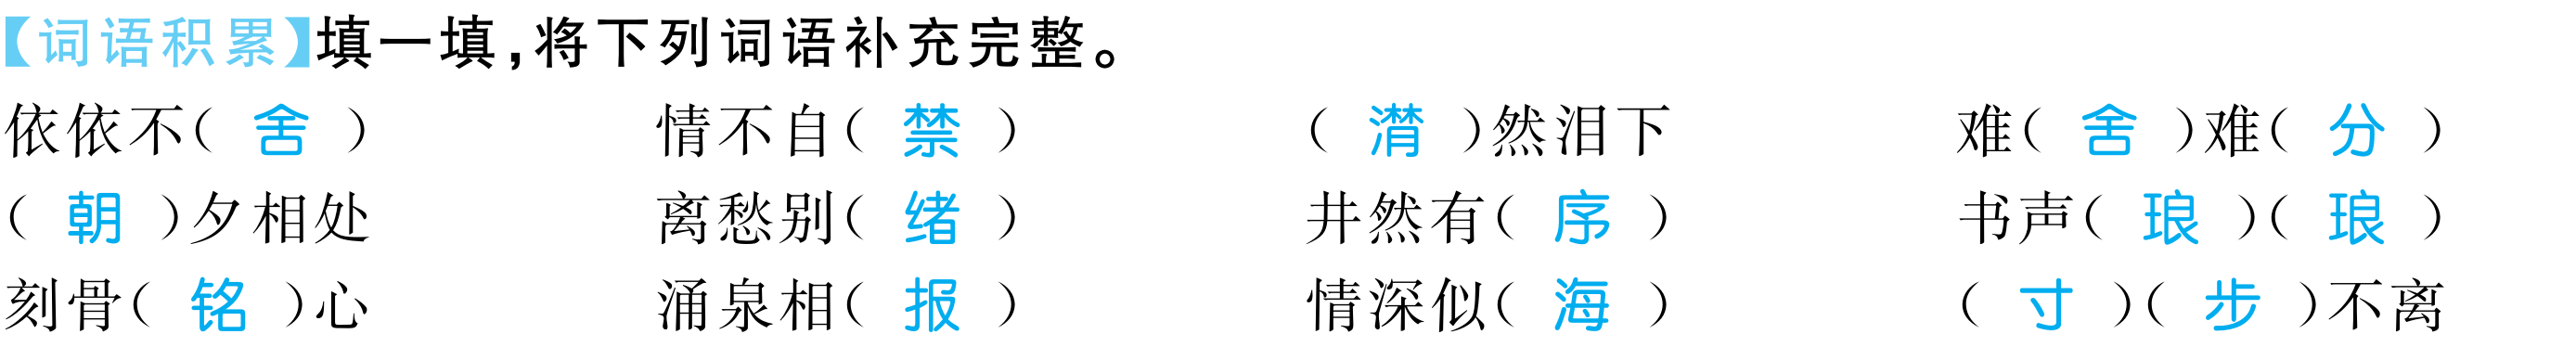 【词语积累】填一填,将下列词语补充完整。
依依不( 舍 ) 情不自( 禁 ) ( 潸 )然泪下 难( 舍 )难( 分 )
( 朝 )夕相处 离愁别( 绪 ) 井然有( 序 ) 书声( 琅 )( 琅 )
刻骨( 铭 )心 涌泉相( 报 ) 情深似( 海 ) ( 寸 )( 步 )不离